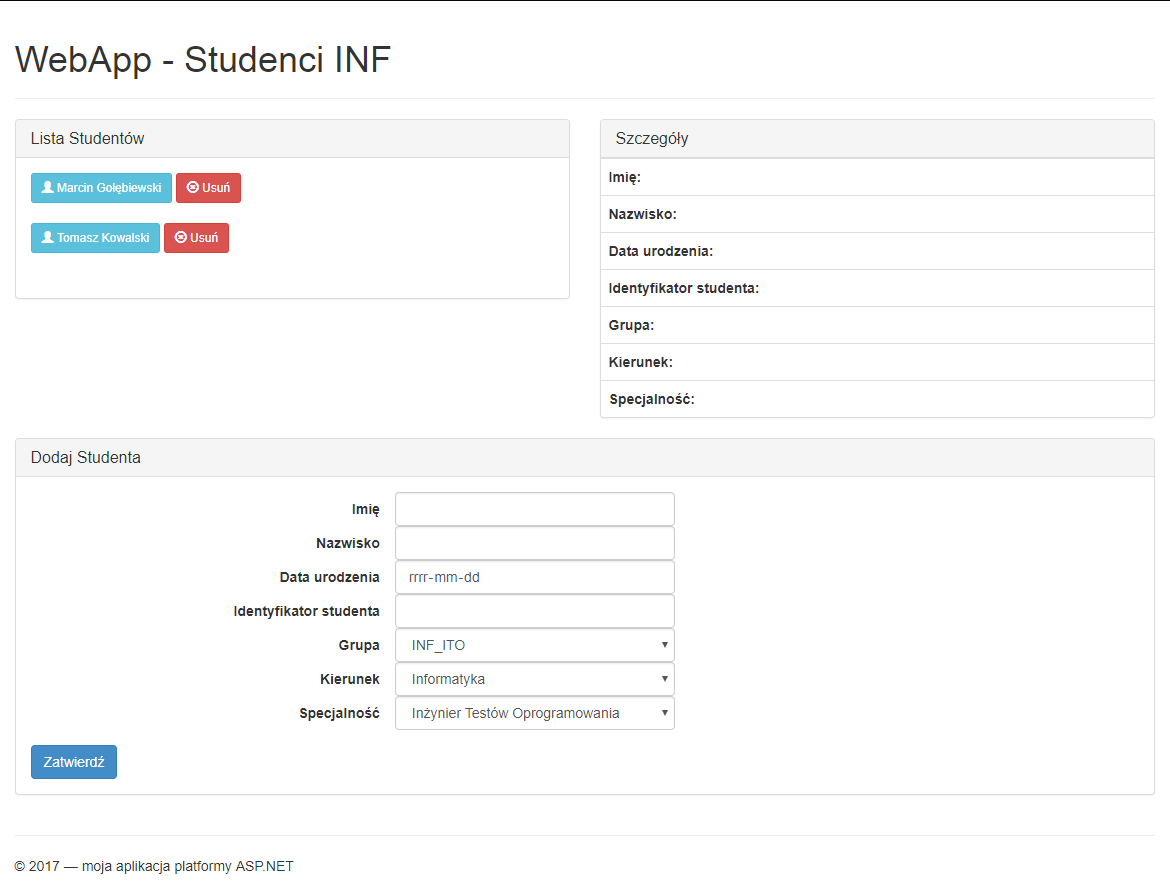 WebApp - Studenci INF
Lista Studentów
Marcin Gołębiewski Usuń
Tomasz Kowalski Usuń
Szczegóły
Imię:
Nazwisko:
Data urodzenia:
Identyfikator studenta:
Grupa:
Kierunek:
Specjalność:
Dodaj Studenta
Imię
Nazwisko
Data urodzenia rrrr-mm-dd
Identyfikator studenta
Grupa INF_ITO
Kierunek Informatyka
Specjalność Inżynier Testów Oprogramowania
Zatwierdź
© 2017 — moja aplikacja platformy ASP.NET